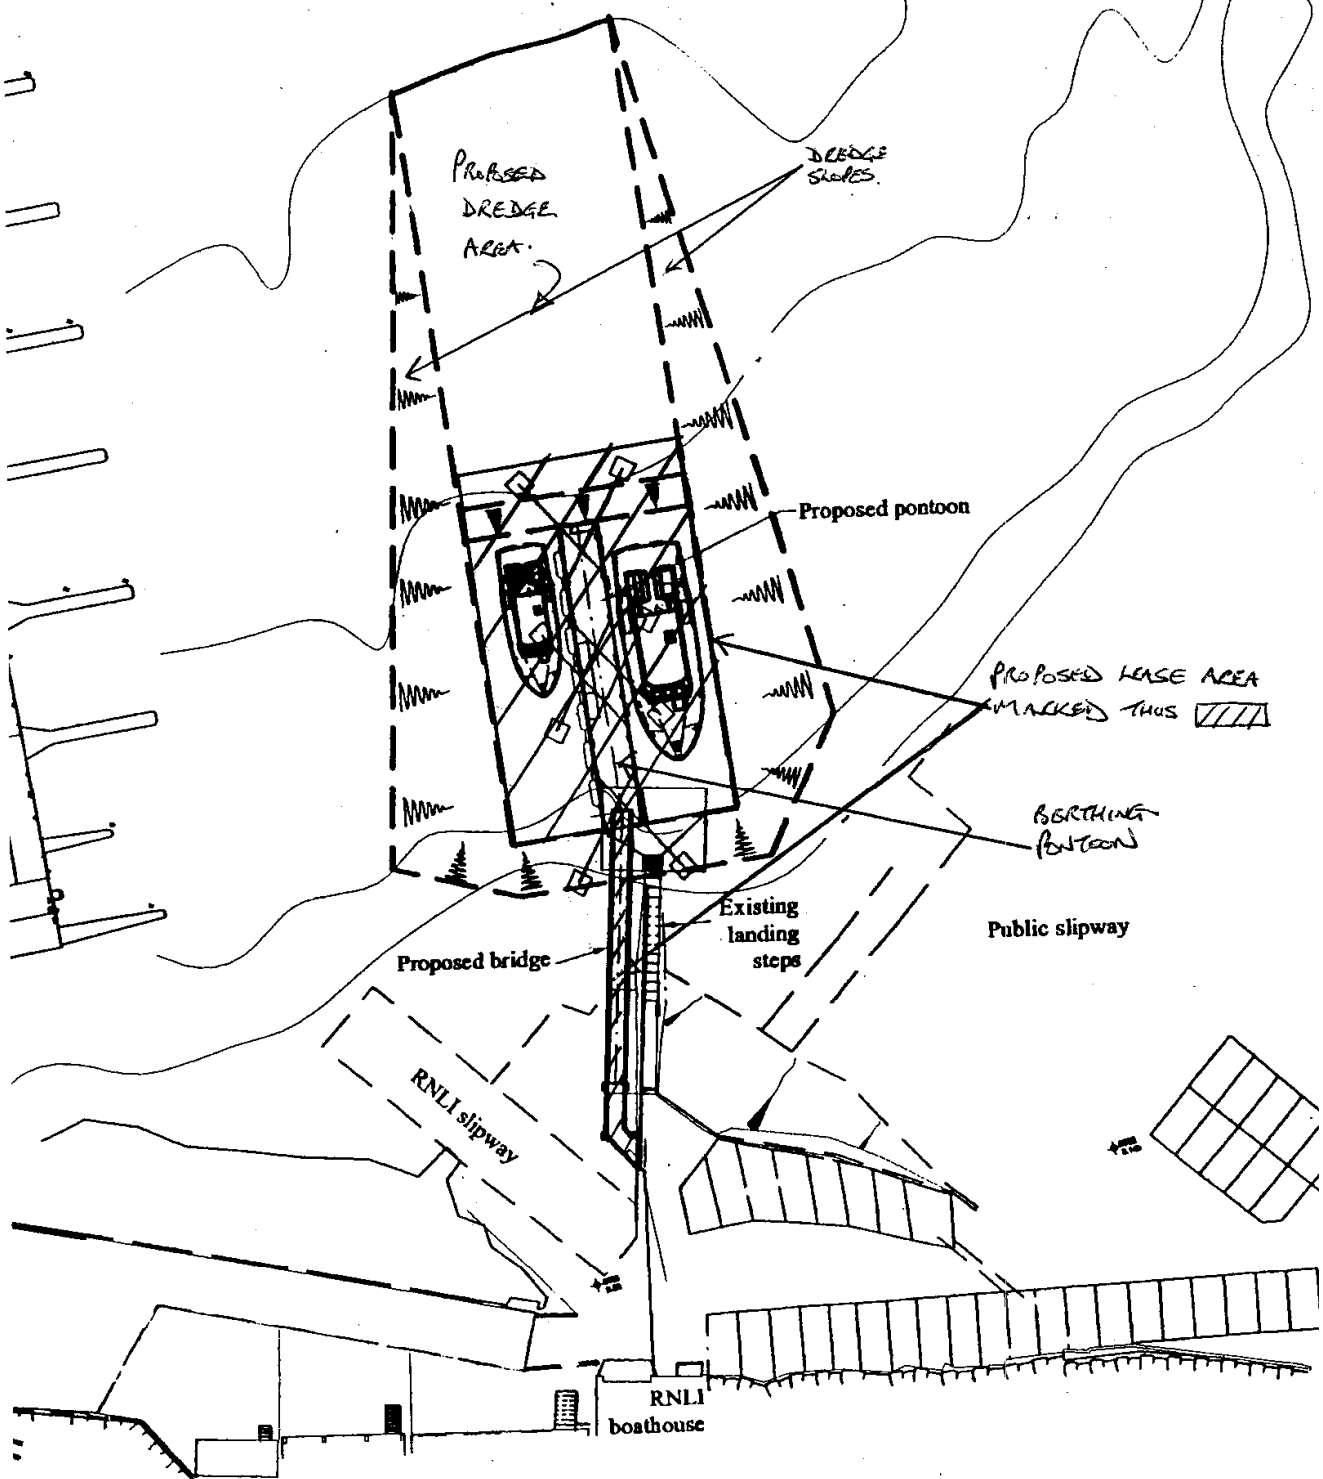 PROPOSED
DREDGE
AREA.
DREDGE
SLOPES.
Proposed pontoon
PROPOSED LEASE AREA
MARKED THUS
BERTHING
PONTOON
Existing
landing
steps
Public slipway
Proposed bridge
RNLI slipway
RNLI
boathouse